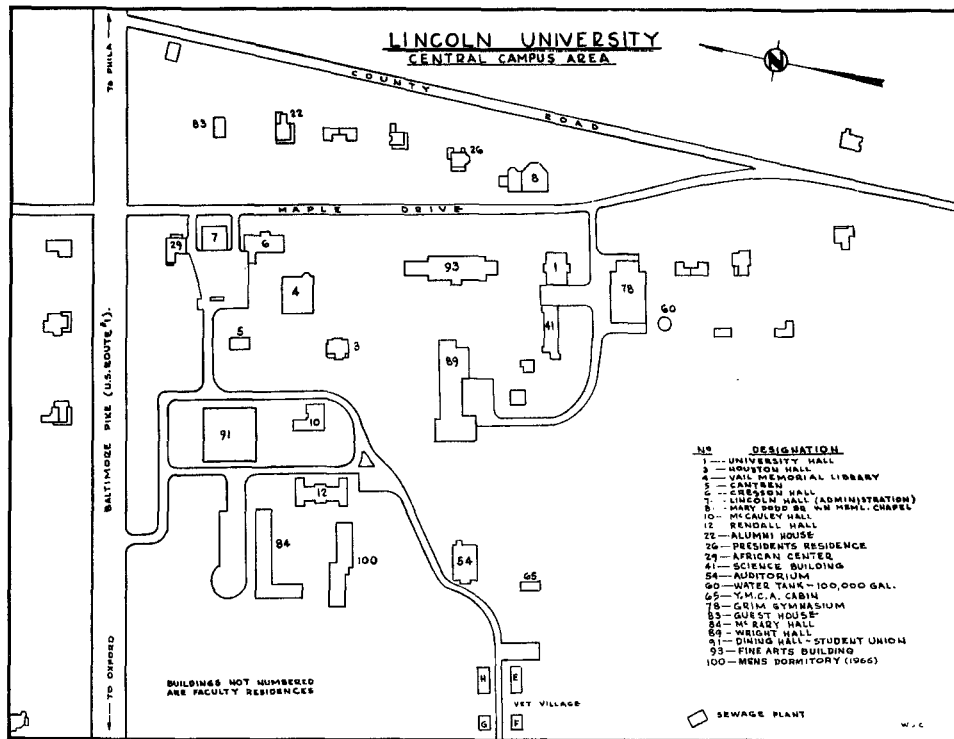 LINCOLN UNIVERSITY
CENTRAL CAMPUS AREA
N
TO PHILA
COUNTY ROAD
83
22
26
8
MAPLE DRIVE
29
7
6
93
1
4
78
60
41
5
3
89
BALTIMORE PIKE (U.S. ROUTE #1).
91
10
12
84
100
54
65
TO OXFORD
BUILDINGS NOT NUMBERED
ARE FACULTY RESIDENCES
H
E
VET VILLAGE
G
F
SEWAGE PLANT
W.J.C
Nº DESIGNATION
1 --- UNIVERSITY HALL
3 --- HOUSTON HALL
4 --- VAIL MEMORIAL LIBRARY
5 --- CANTEEN
6 --- CRESSON HALL
7 --- LINCOLN HALL (ADMINISTRATION)
8 --- MARY DODD BROWN MEML. CHAPEL
10 --- McCAULEY HALL
12 RENDALL HALL
22 --- ALUMNI HOUSE
26 --- PRESIDENTS RESIDENCE
29 --- AFRICAN CENTER
41 --- SCIENCE BUILDING
54 --- AUDITORIUM
60 --- WATER TANK --- 100,000 GAL.
65 --- Y.M.C.A. CABIN
78 --- GRIM GYMNASIUM
83 --- GUEST HOUSE
84 --- McRARY HALL
89 - WRIGHT HALL
91 --- DINING HALL - STUDENT UNION
93 --- FINE ARTS BUILDING
100 --- MENS DORMITORY (1966)